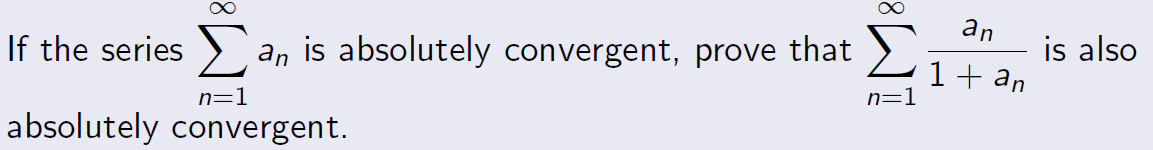 If the series $\sum_{n=1}^{\infty} a_n$ is absolutely convergent, prove that $\sum_{n=1}^{\infty} \frac{a_n}{1 + a_n}$ is also
absolutely convergent.